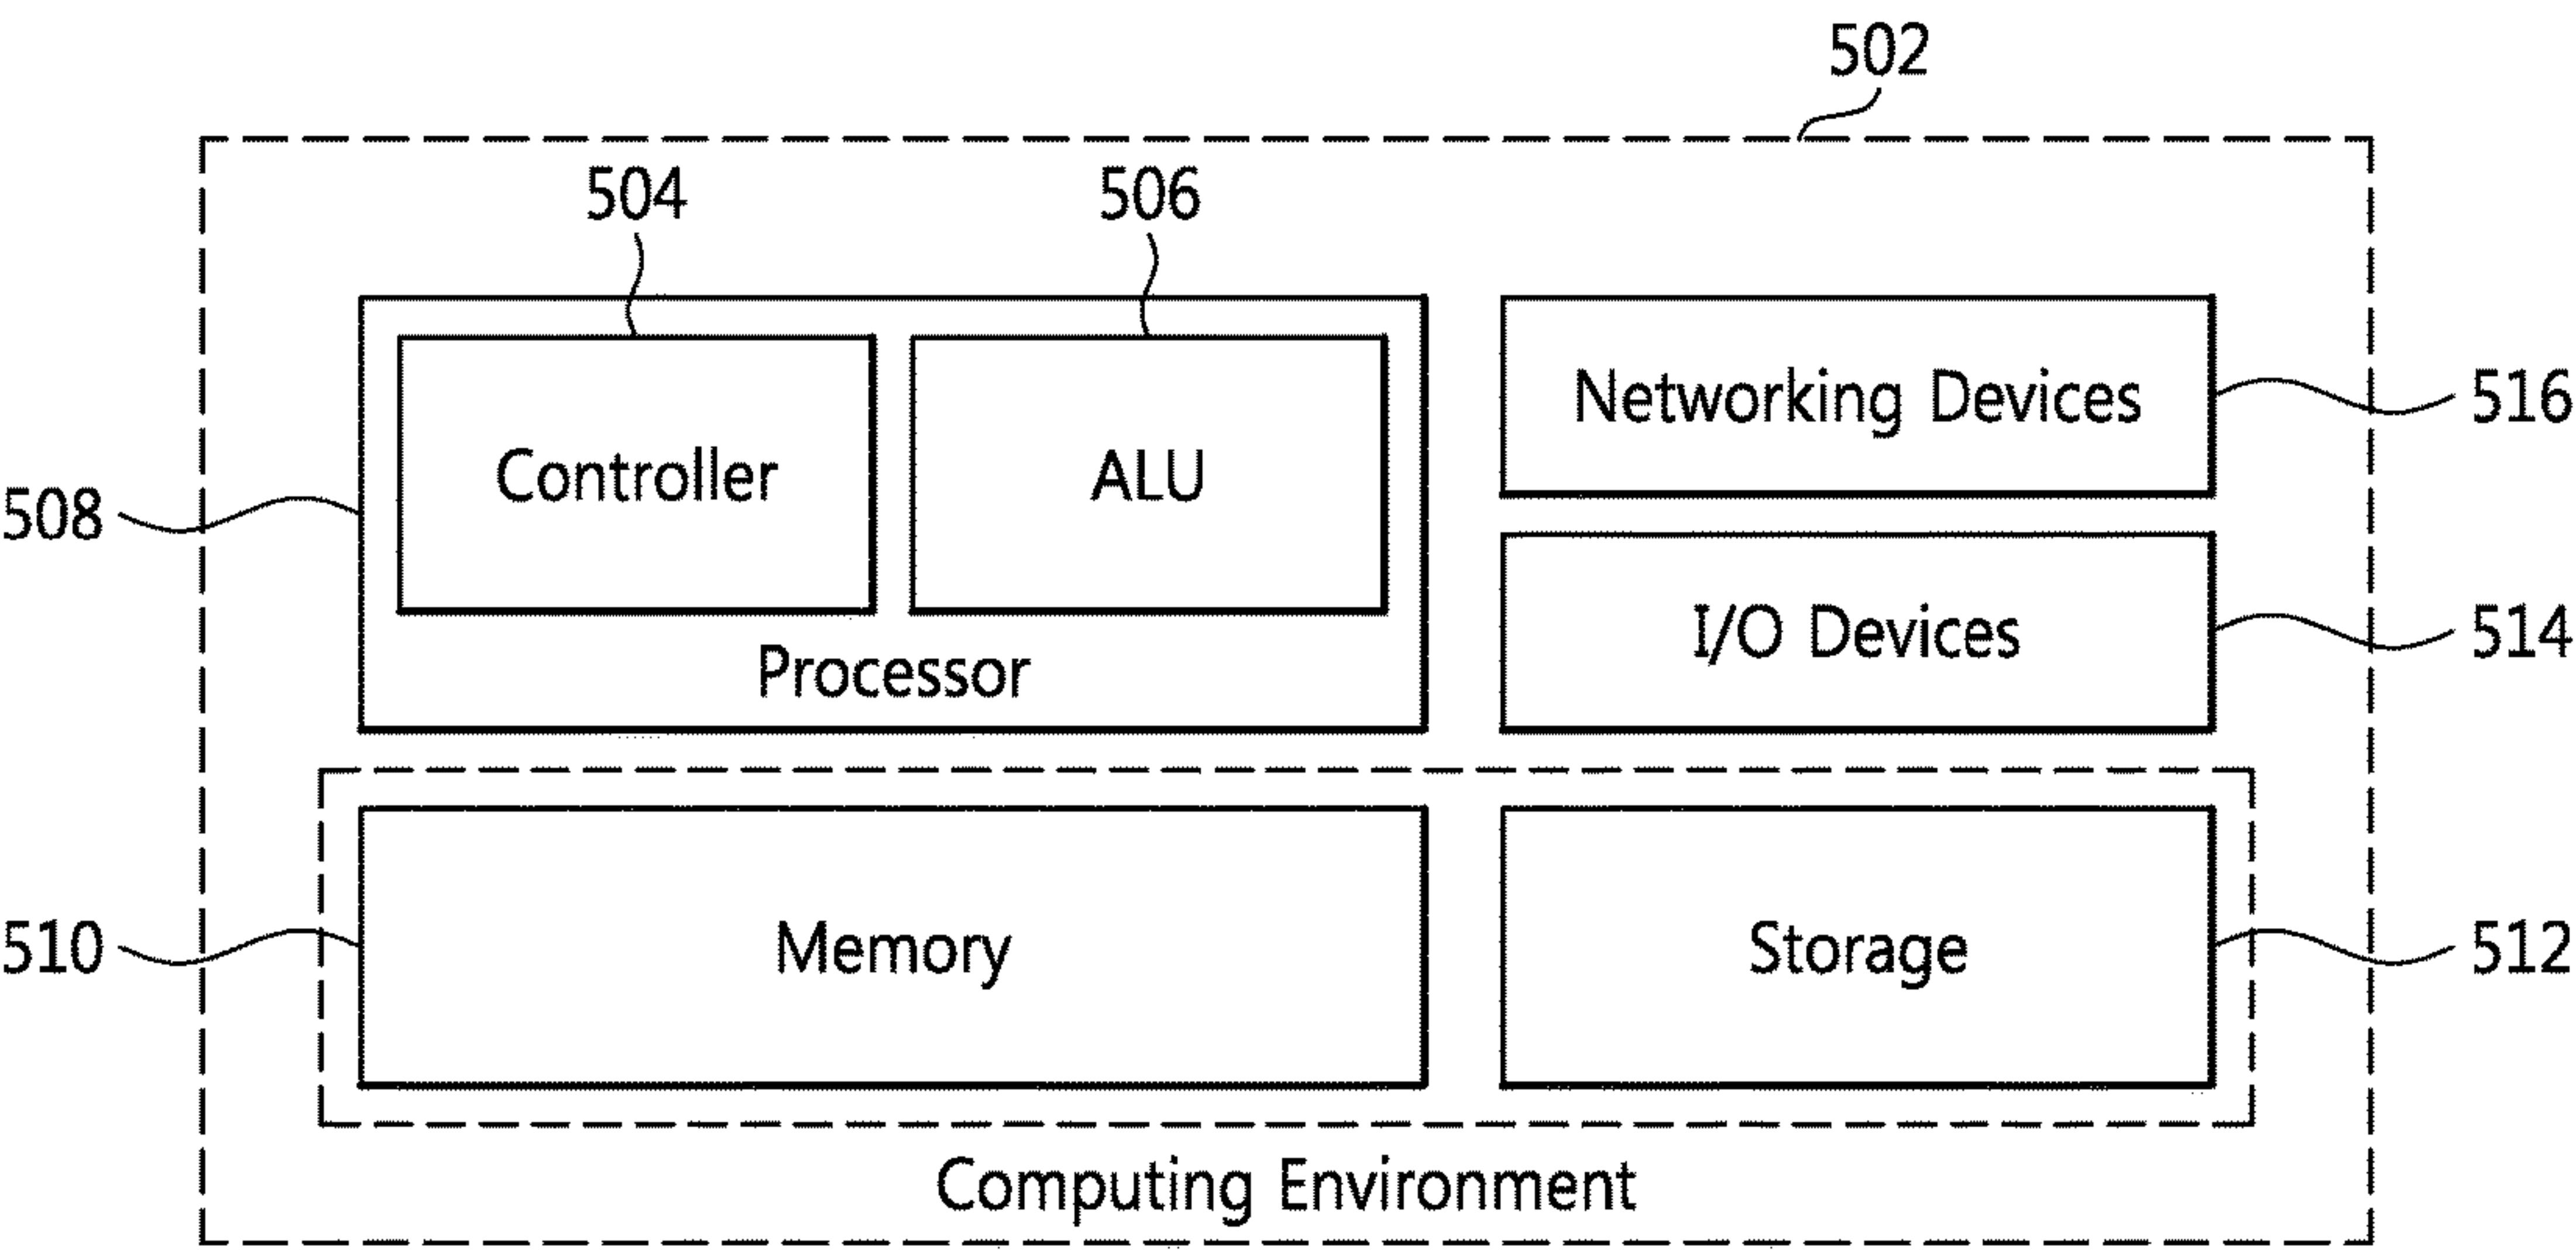 502
504
506
Controller
ALU
Processor
508
Networking Devices
516
I/O Devices
514
Memory
510
Storage
512
Computing Environment